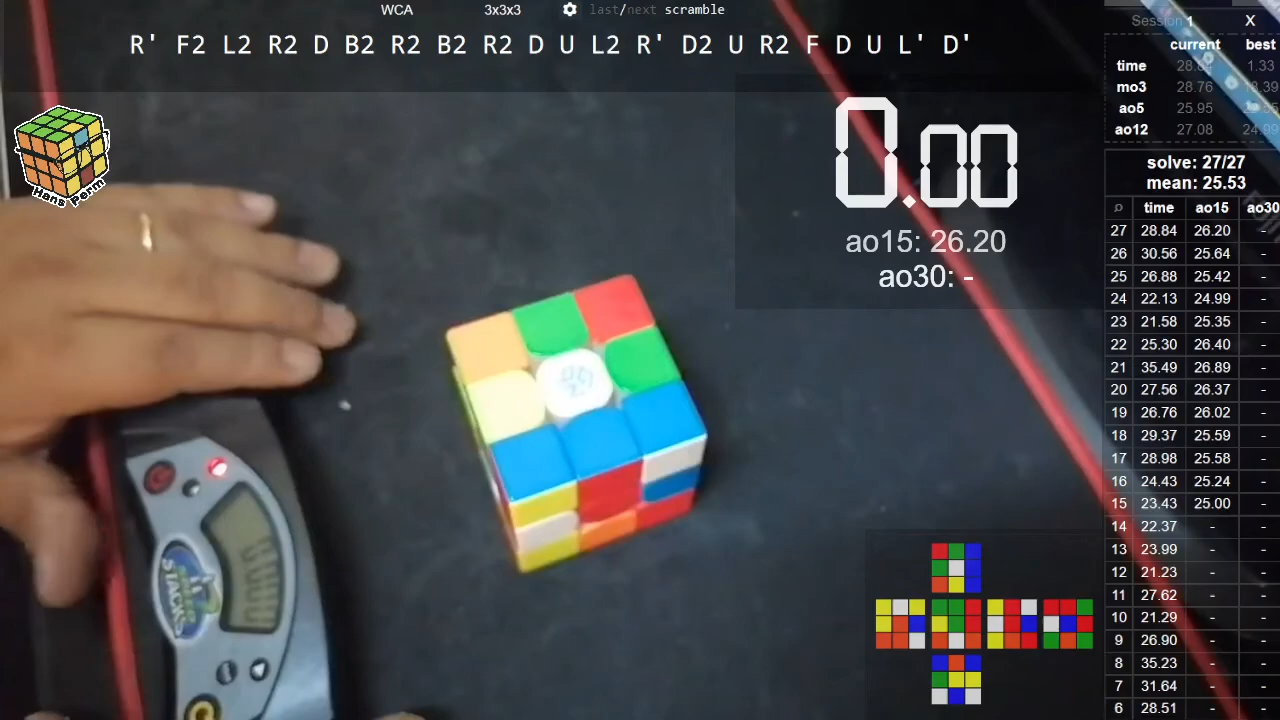 WCA 3x3x3 last/next scramble
R' F2 L2 R2 D B2 R2 B2 R2 D U L2 R' D2 U R2 F D U L' D'
Hans Perm
0.00
ao15: 26.20
ao30: -
STACKS
Session 1 X
current best
time 1.33
mo3 28.76
ao5 25.95
ao12 27.08
solve: 27/27
mean: 25.53
time ao15 ao30
27 28.84 26.20 -
26 30.56 25.64 -
25 26.88 25.42 -
24 22.13 24.99 -
23 21.58 25.35 -
22 25.30 26.40 -
21 35.49 26.89 -
20 27.56 26.37 -
19 26.76 26.02 -
18 29.37 25.59 -
17 28.98 25.58 -
16 24.43 25.24 -
15 23.43 25.00 -
14 22.37 - -
13 23.99 - -
12 21.23 - -
11 27.62 - -
10 21.29 - -
9 26.90 - -
8 35.23 - -
7 31.64 - -
6 28.51 - -